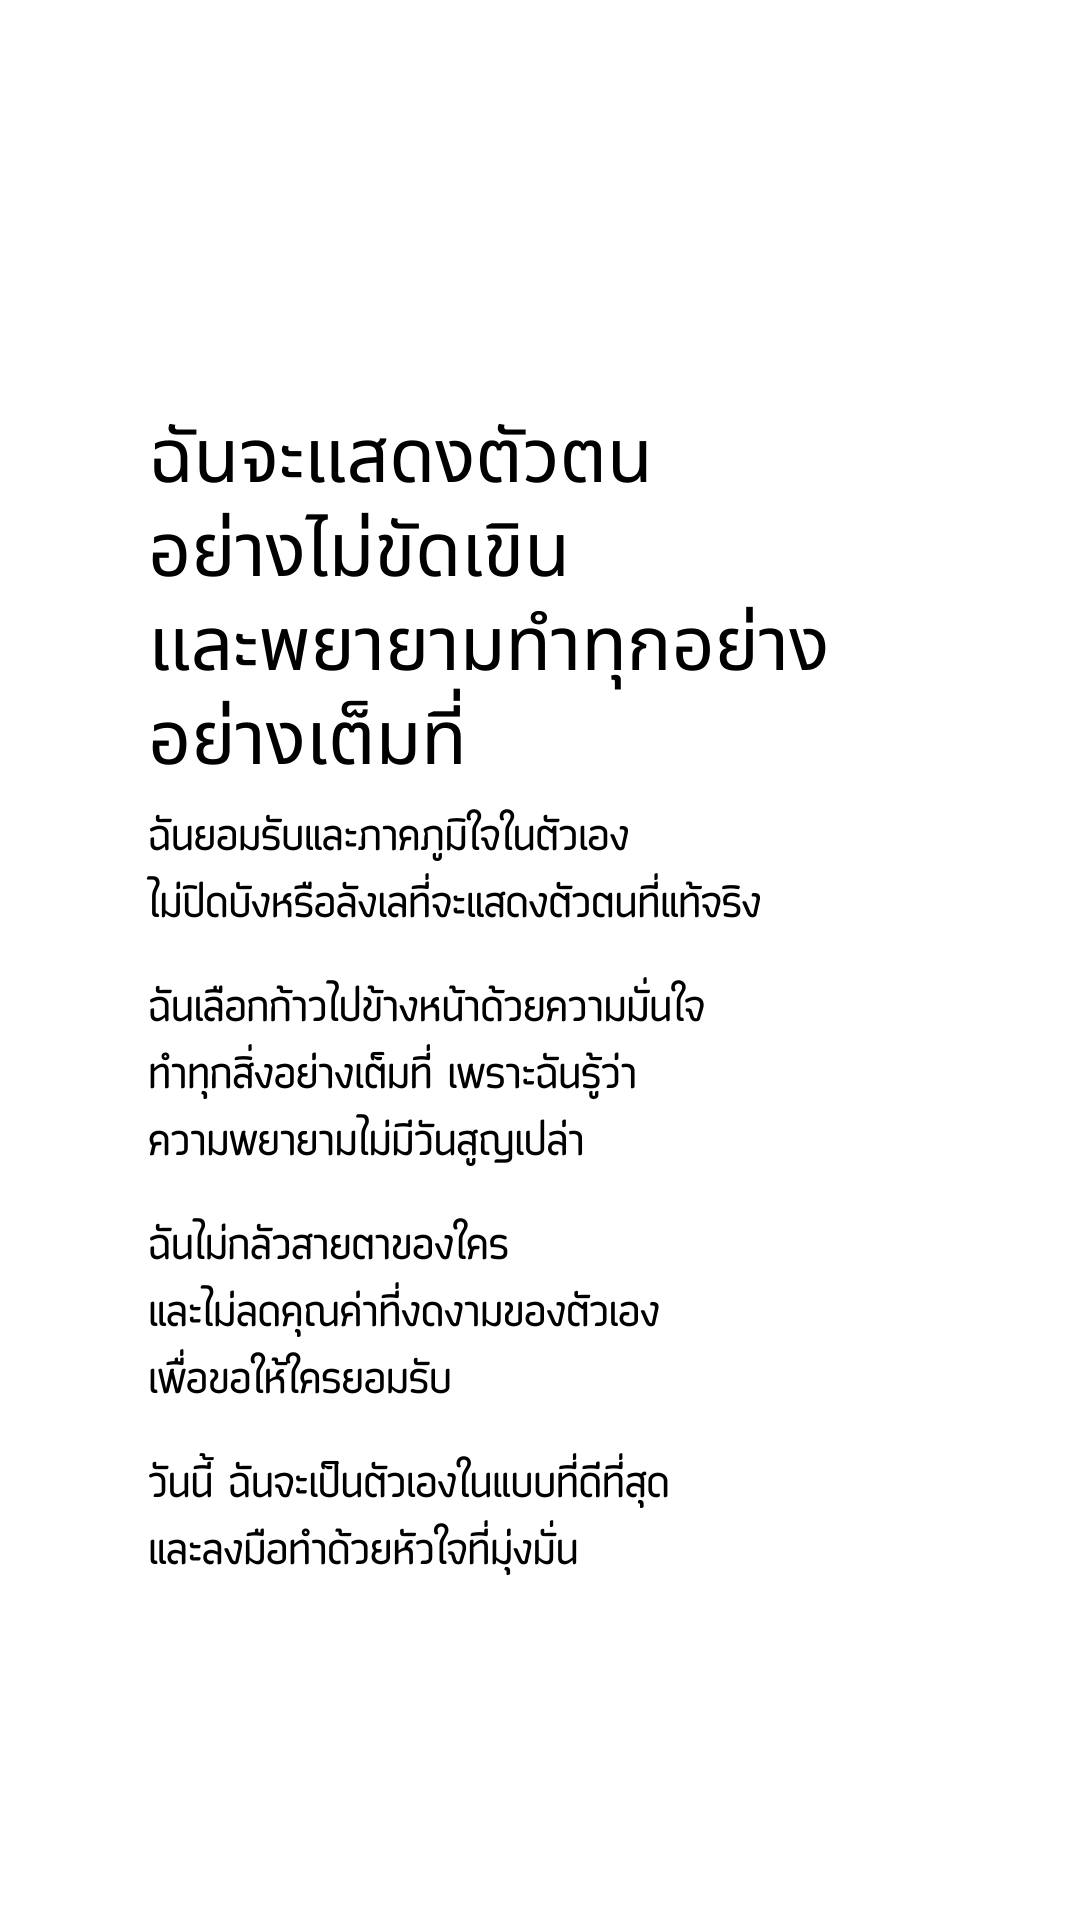 ฉันจะแสดงตัวตน
อย่างไม่ขัดเขิน
และพยายามทำทุกอย่าง
อย่างเต็มที่
ฉันยอมรับและภาคภูมิใจในตัวเอง
ไม่ปิดบังหรือลังเลที่จะแสดงตัวตนที่แท้จริง
ฉันเลือกก้าวไปข้างหน้าด้วยความมั่นใจ
ทำทุกสิ่งอย่างเต็มที่ เพราะฉันรู้ว่า
ความพยายามไม่มีวันสูญเปล่า
ฉันไม่กลัวสายตาของใคร
และไม่ลดคุณค่าที่งดงามของตัวเอง
เพื่อขอให้ใครยอมรับ
วันนี้ ฉันจะเป็นตัวเองในแบบที่ดีที่สุด
และลงมือทำด้วยหัวใจที่มุ่งมั่น